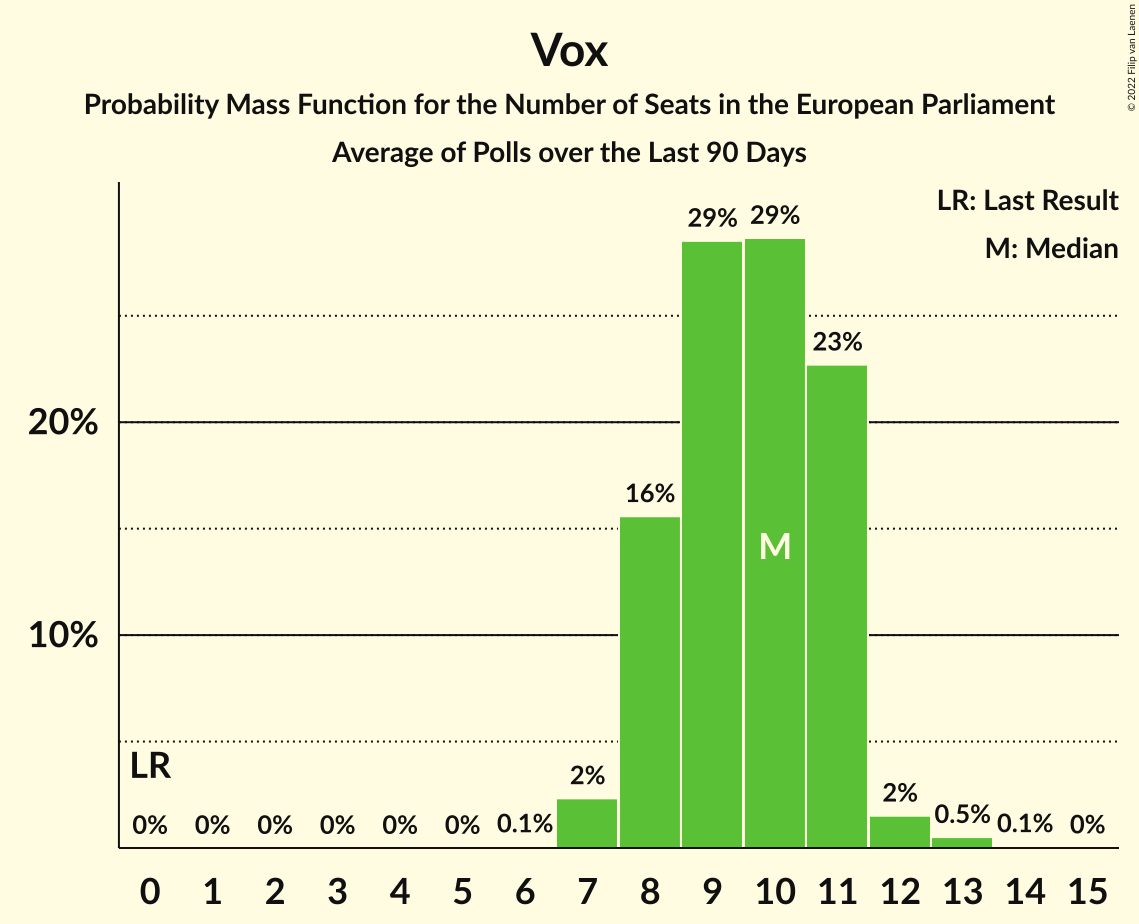 Vox
Probability Mass Function for the Number of Seats in the European Parliament
Average of Polls over the Last 90 Days
© 2022 Filip van Laenen
LR: Last Result
M: Median
20%
10%
LR
M
0% 0% 0% 0% 0% 0% 0.1% 2% 16% 29% 29% 23% 2% 0.5% 0.1% 0%
0 1 2 3 4 5 6 7 8 9 10 11 12 13 14 15